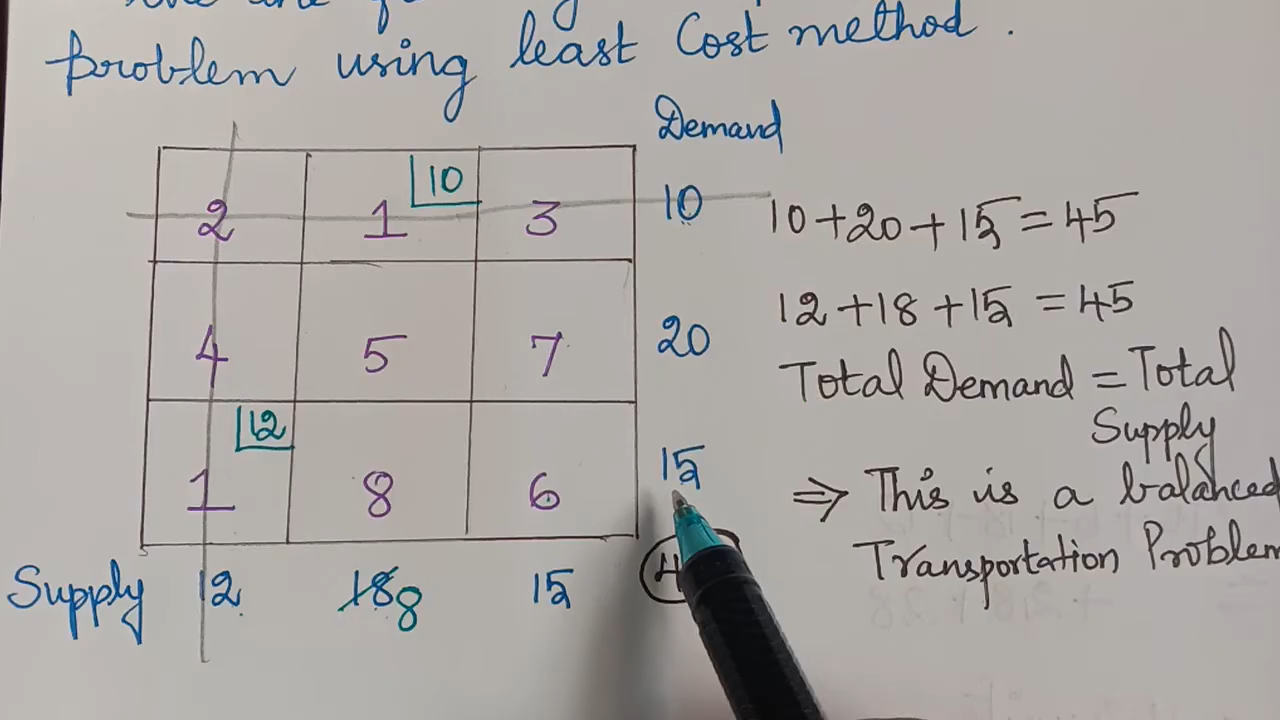 problem using least Cost method.
Demand
2 1 10 3 10
4 5 7 20
12
1 8 6 15
Supply 12 18 8 15
10+20+15=45
12+18+15=45
Total Demand = Total
Supply
⇒ This is a balanced
Transportation Problem